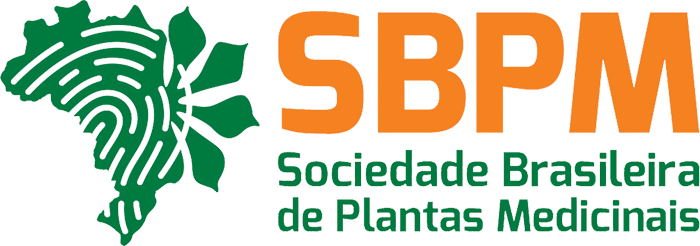 SBPM
Sociedade Brasileira
de Plantas Medicinais